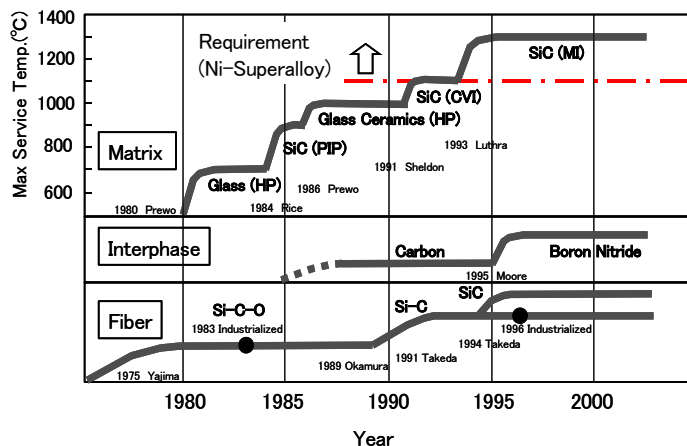 Max Service Temp.(℃)
1400
1300
1200
1000
800
600
Requirement
(Ni-Superalloy)
SiC (MI)
SiC (CVI)
Glass Ceramics (HP)
SiC (PIP)
Glass (HP)
Matrix
1993 Luthra
1991 Sheldon
1986 Prewo
1984 Rice
1980 Prewo
Interphase
Carbon
Boron Nitride
1995 Moore
Fiber
Si-C-O
1983 Industrialized
Si-C
SiC
1996 Industrialized
1994 Takeda
1991 Takeda
1989 Okamura
1975 Yajima
1980
1985
1990
1995
2000
Year